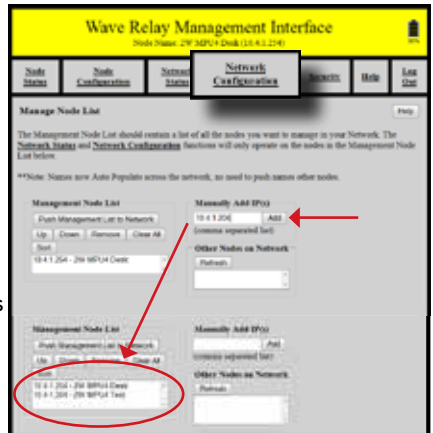 Wave Relay Management Interface
Node Name: 2W MPU4 Desk (10.4.1.254)
Node Status
Node Configuration
Network Status
Network Configuration
Security
Help
Log Out
Manage Node List
Help
The Management Node List should contain a list of all the nodes you want to manage in your Network. The
Network Status and Network Configuration functions will only operate on the nodes in the Management Node
List below.
**Note: Names now Auto Populate across the network, no need to push names other nodes.
Management Node List
Push Management List to Network
Up Down Remove Clear All
Sort
10.4.1.254 - 2W MPU4 Desk
Manually Add IP(s)
10.4.1.204 Add
(comma separated list)
Other Nodes on Network
Refresh
s
Management Node List
Push Management List to Network
Up Down Remove Clear All
Sort
10.4.1.254 - 2W MPU4 Desk
10.4.1.204 - 2W MPU4 Test
Manually Add IP(s)
Add
(comma separated list)
Other Nodes on Network
Refresh